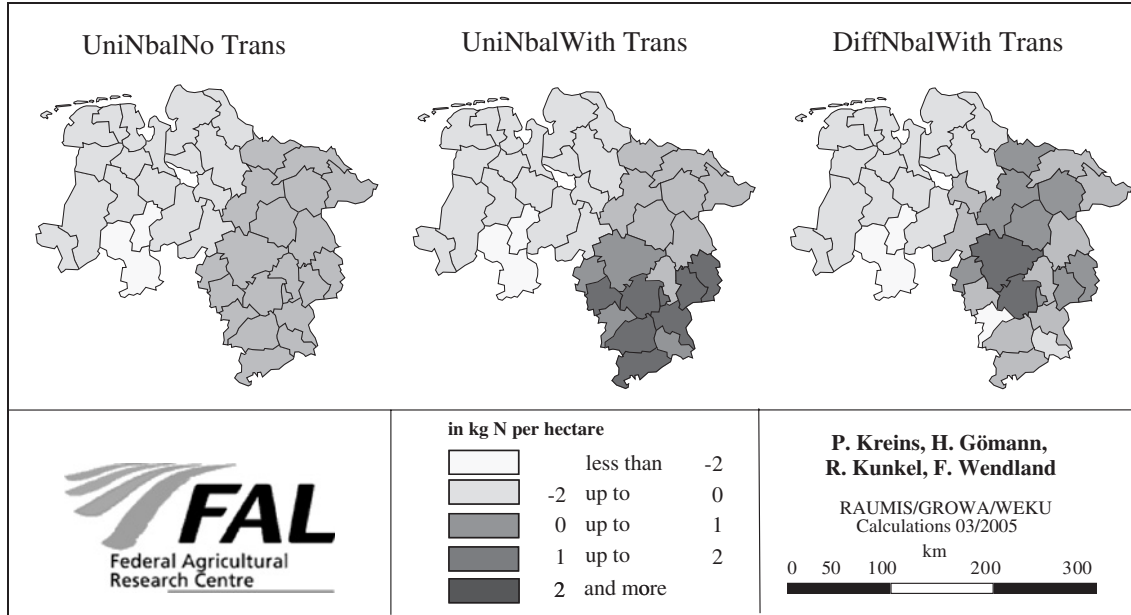 UniNbalNo Trans
UniNbalWith Trans
DiffNbalWith Trans
FAL
Federal Agricultural
Research Centre
in kg N per hectare
less than -2
-2 up to 0
0 up to 1
1 up to 2
2 and more
P. Kreins, H. Gömann,
R. Kunkel, F. Wendland
RAUMIS/GROWA/WEKU
Calculations 03/2005
km
0 50 100 200 300